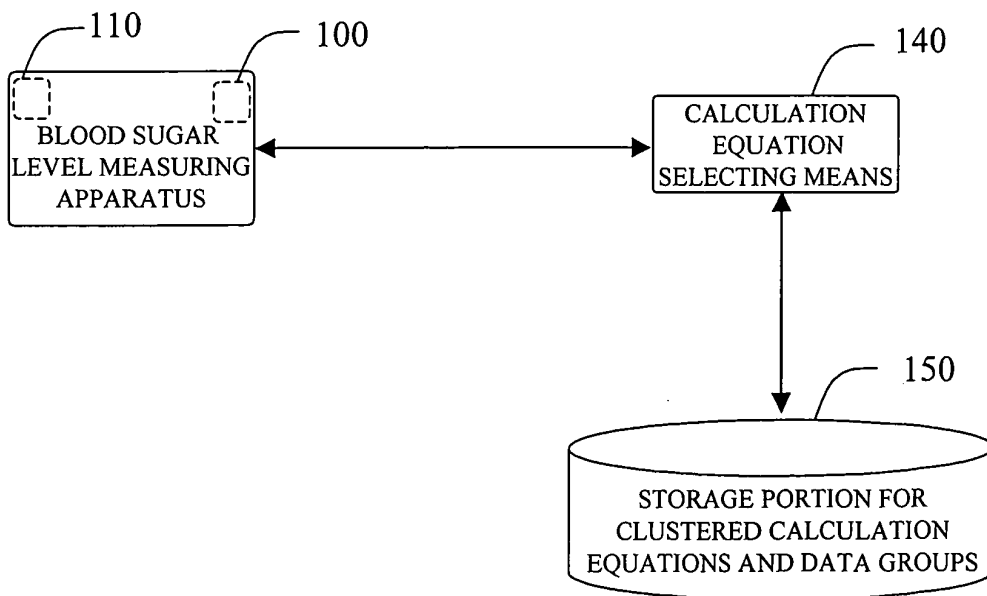 110
100
140
BLOOD SUGAR
LEVEL MEASURING
APPARATUS
CALCULATION
EQUATION
SELECTING MEANS
150
STORAGE PORTION FOR
CLUSTERED CALCULATION
EQUATIONS AND DATA GROUPS